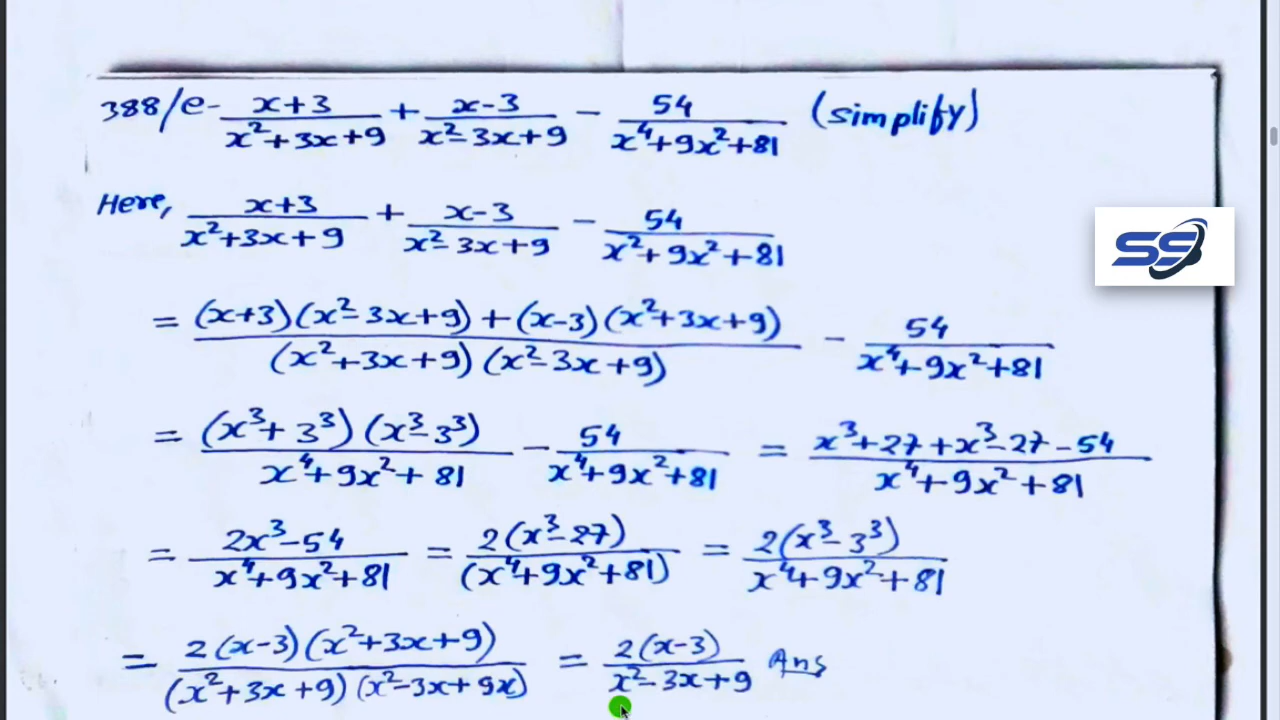 388/e- x+3/x²+3x+9 + x-3/x²-3x+9 - 54/x⁴+9x²+81 (simplify)
Here, x+3/x²+3x+9 + x-3/x²-3x+9 - 54/x²+9x²+81
SS
= (x+3)(x²-3x+9)+(x-3)(x²+3x+9)/(x²+3x+9)(x²-3x+9) - 54/x⁴+9x²+81
= (x³+3³)(x³-3³)/x⁴+9x²+81 - 54/x⁴+9x²+81 = x³+27+x³-27-54/x⁴+9x²+81
= 2x³-54/x⁴+9x²+81 = 2(x³-27)/(x⁴+9x²+81) = 2(x³-3³)/x⁴+9x²+81
= 2(x-3)(x²+3x+9)/(x²+3x+9)(x²-3x+9x) = 2(x-3)/x²-3x+9 Ans